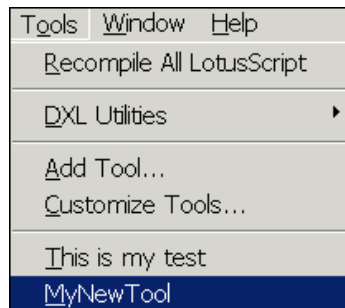 Tools Window Help
Recompile All LotusScript
DXL Utilities
Add Tool...
Customize Tools...
This is my test
MyNewTool